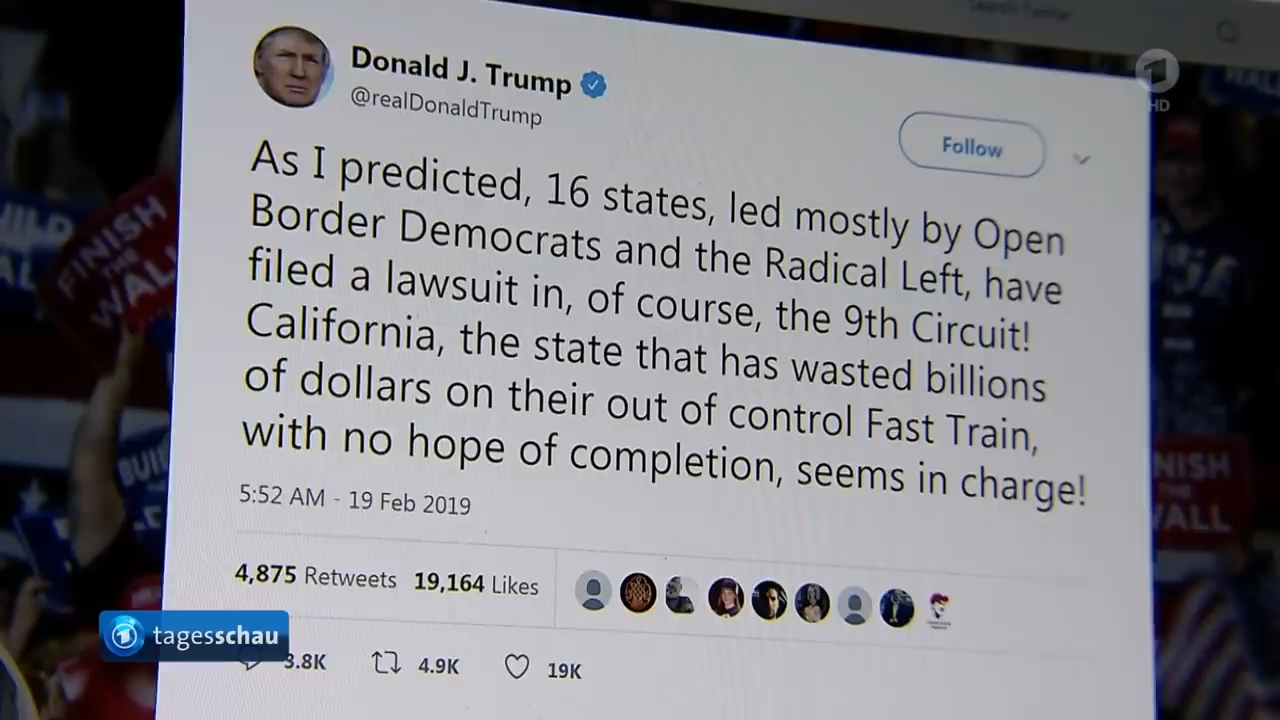 Search Twitter
HD
Donald J. Trump
@realDonaldTrump
Follow
As I predicted, 16 states, led mostly by Open
Border Democrats and the Radical Left, have
filed a lawsuit in, of course, the 9th Circuit!
California, the state that has wasted billions
of dollars on their out of control Fast Train,
with no hope of completion, seems in charge!
5:52 AM - 19 Feb 2019
4,875 Retweets 19,164 Likes
3.8K 4.9K 19K
tagesschau
FINISH
THE
WALL